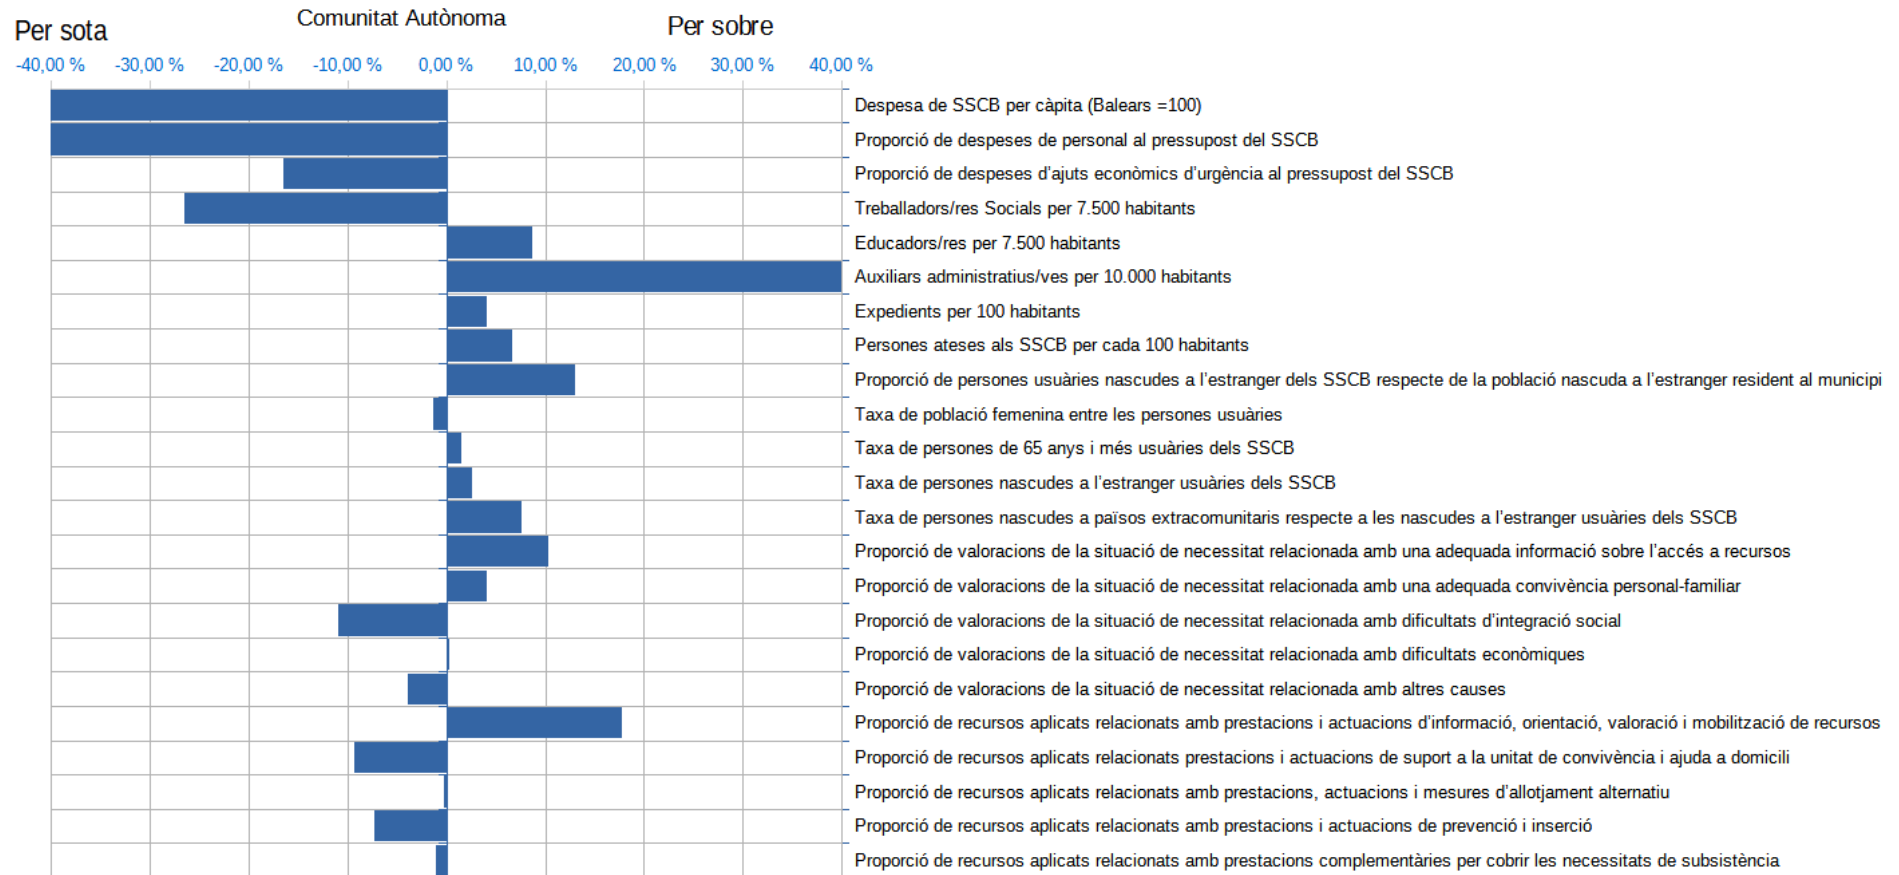 Comunitat Autònoma
Per sota
Per sobre
-40,00 % -30,00 % -20,00 % -10,00 % 0,00 % 10,00 % 20,00 % 30,00 % 40,00 %
Despesa de SSCB per càpita (Balears =100)
Proporció de despeses de personal al pressupost del SSCB
Proporció de despeses d’ajuts econòmics d’urgència al pressupost del SSCB
Treballadors/res Socials per 7.500 habitants
Educadors/res per 7.500 habitants
Auxiliars administratius/ves per 10.000 habitants
Expedients per 100 habitants
Persones ateses als SSCB per cada 100 habitants
Proporció de persones usuàries nascudes a l’estranger dels SSCB respecte de la població nascuda a l’estranger resident al municipi
Taxa de població femenina entre les persones usuàries
Taxa de persones de 65 anys i més usuàries dels SSCB
Taxa de persones nascudes a l’estranger usuàries dels SSCB
Taxa de persones nascudes a països extracomunitaris respecte a les nascudes a l’estranger usuàries dels SSCB
Proporció de valoracions de la situació de necessitat relacionada amb una adequada informació sobre l’accés a recursos
Proporció de valoracions de la situació de necessitat relacionada amb una adequada convivència personal-familiar
Proporció de valoracions de la situació de necessitat relacionada amb dificultats d’integració social
Proporció de valoracions de la situació de necessitat relacionada amb dificultats econòmiques
Proporció de valoracions de la situació de necessitat relacionada amb altres causes
Proporció de recursos aplicats relacionats amb prestacions i actuacions d’informació, orientació, valoració i mobilització de recursos
Proporció de recursos aplicats relacionats prestacions i actuacions de suport a la unitat de convivència i ajuda a domicili
Proporció de recursos aplicats relacionats amb prestacions, actuacions i mesures d’allotjament alternatiu
Proporció de recursos aplicats relacionats amb prestacions i actuacions de prevenció i inserció
Proporció de recursos aplicats relacionats amb prestacions complementàries per cobrir les necessitats de subsistència